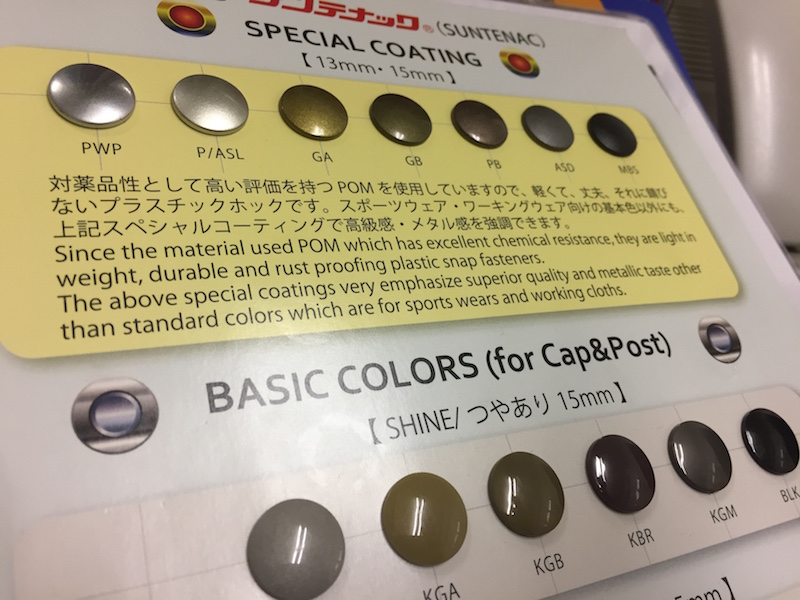 サンテナック® (SUNTENAC)
SPECIAL COATING
【 13mm・15mm 】
PWP
P/ASL
GA
GB
PB
ASD
MBS
対薬品性として高い評価を持つ POM を使用していますので、軽くて、丈夫。それに錆び
ないプラスチックホックです。スポーツウェア・ワーキングウェア向けの基本色以外にも、
上記スペシャルコーティングで高級感・メタル感を強調できます。
Since the material used POM which has excellent chemical resistance, they are light in
weight, durable and rust proofing plastic snap fasteners.
The above special coatings very emphasize superior quality and metallic taste other
than standard colors which are for sports wears and working cloths.
BASIC COLORS (for Cap&Post)
【 SHINE/ つやあり 15mm 】
KGA
KGB
KBR
KGM
BLK